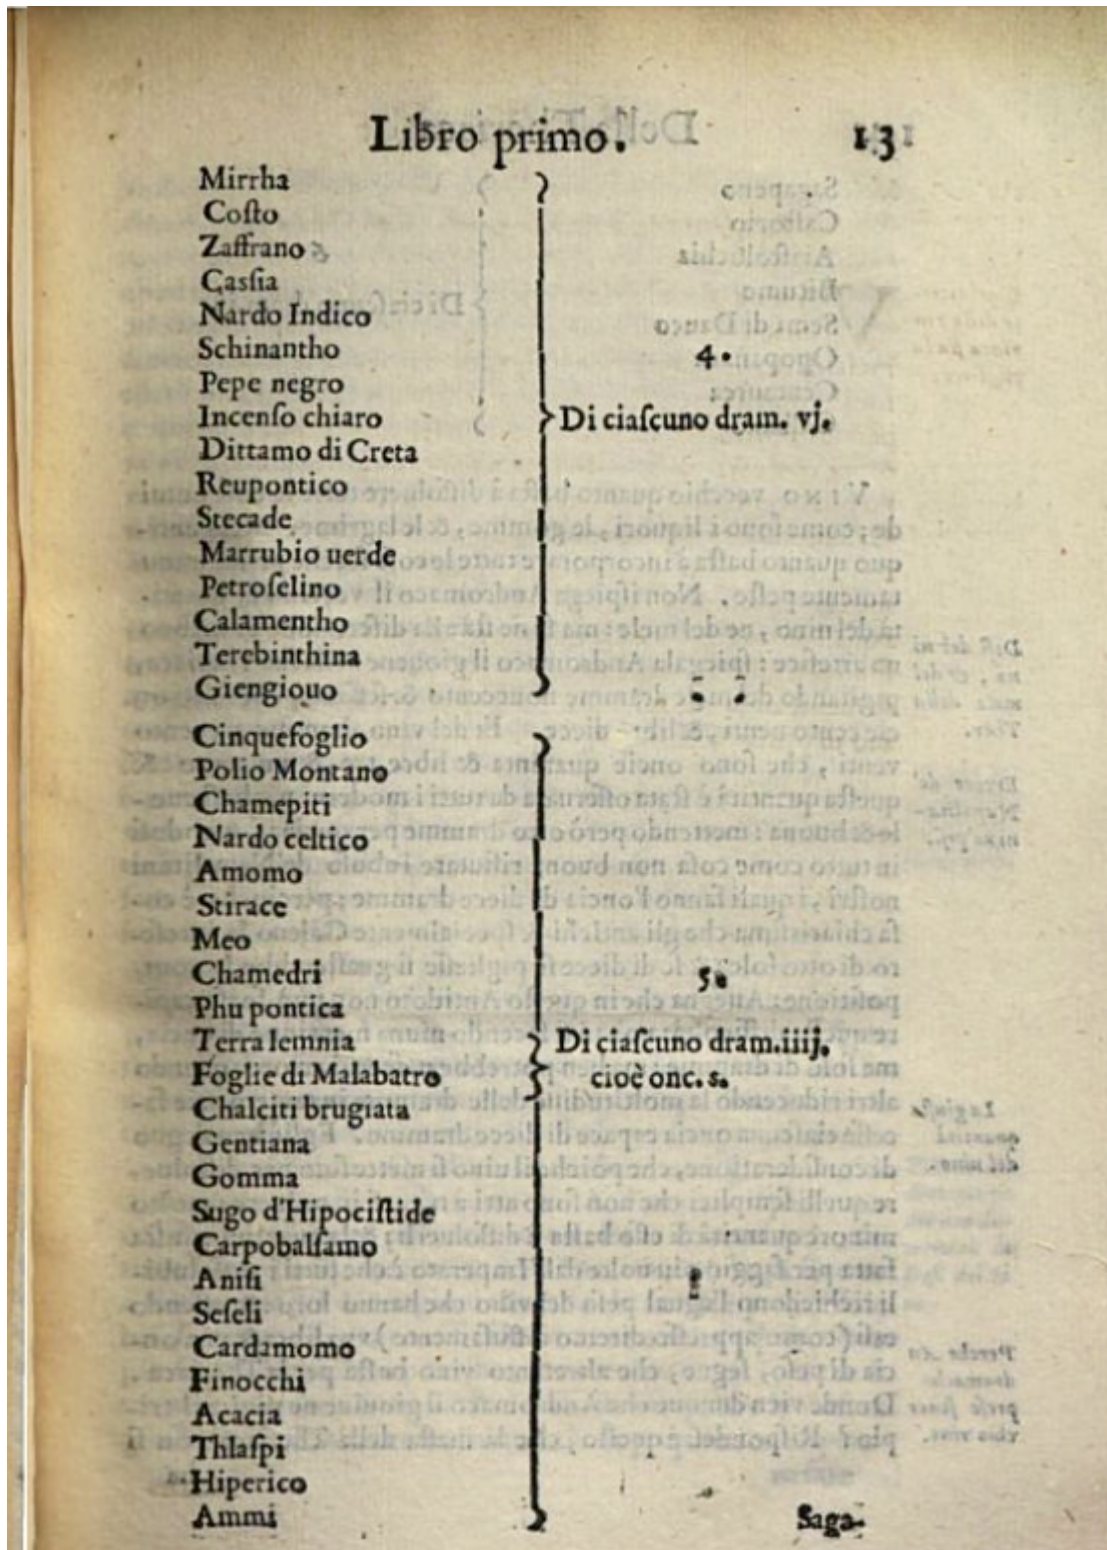 Libro primo. 13
Mirrha
Coſto
Zaffrano
Caſsia
Nardo Indico
Schinantho
4.
Pepe negro
Incenſo chiaro Di ciaſcuno dram. vj.
Dittamo di Creta
Reupontico
Stecade
Marrubio uerde
Petroſelino
Calamentho
Terebinthina
Giengiouo
Cinquefoglio
Polio Montano
Chamepiti
Nardo celtico
Amomo
Stirace
Meo
Chamedri 5.
Phu pontica
Terra lemnia Di ciaſcuno dram.iiij.
Foglie di Malabatro cioè onc. s.
Chalciti brugiata
Gentiana
Gomma
Sugo d'Hipociſtide
Carpobalſamo
Aniſi
Seſeli
Cardamomo
Finocchi
Acacia
Thlaſpi
Hiperico
Ammi
Saga-